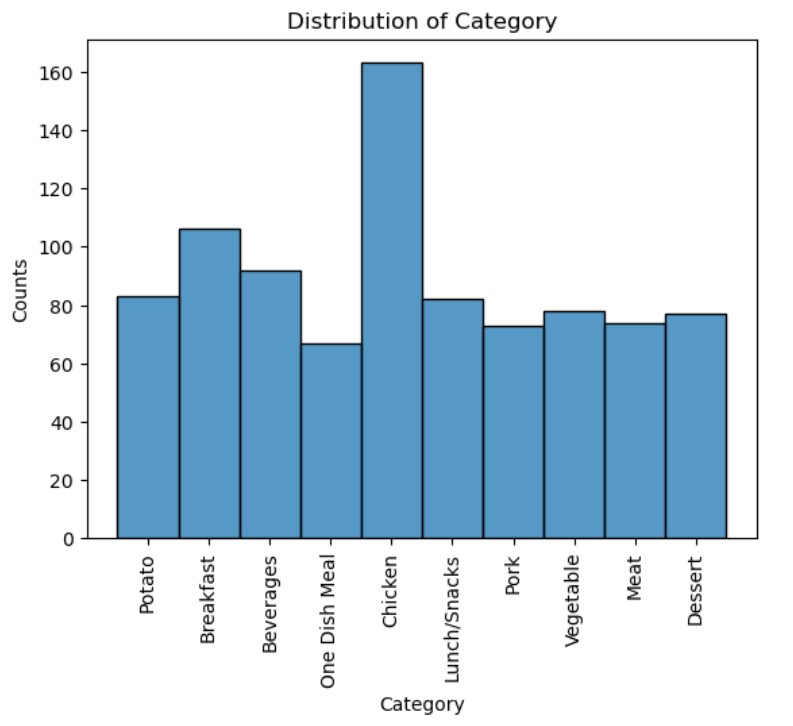 Distribution of Category
Counts
160
140
120
100
80
60
40
20
0
Potato
Breakfast
Beverages
One Dish Meal
Chicken
Lunch/Snacks
Pork
Vegetable
Meat
Dessert
Category